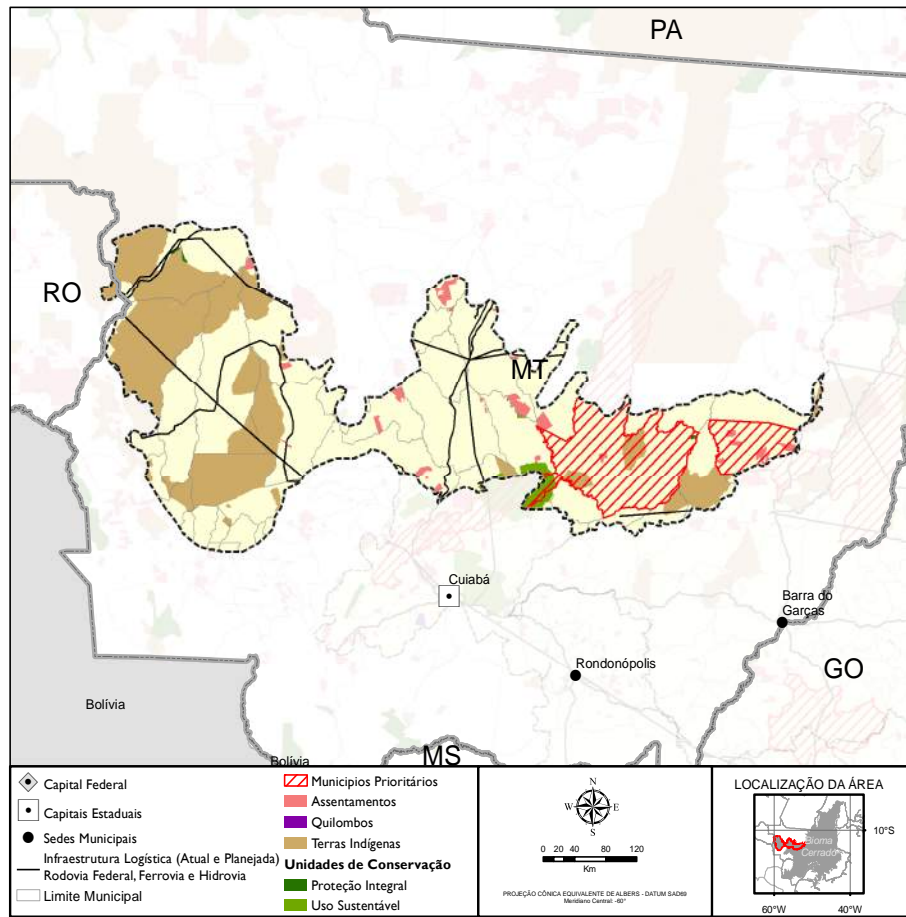 PA
RO
MT
Cuiabá
Barra do
Garças
Rondonópolis
GO
Bolívia
Bolívia
MS
Capital Federal
Capitais Estaduais
Sedes Municipais
Infraestrutura Logística (Atual e Planejada)
Rodovia Federal, Ferrovia e Hidrovia
Limite Municipal
Municipios Prioritários
Assentamentos
Quilombos
Terras Indígenas
Unidades de Conservação
Proteção Integral
Uso Sustentável
N
W E
S
0 20 40 60 80 120
Km
PROJEÇÃO CÔNICA EQUIVALENTE DE ALBERS - DATUM SAD69
Meridiano Central: -60°
LOCALIZAÇÃO DA ÁREA
10°S
Bioma
Cerrado
60°W 40°W